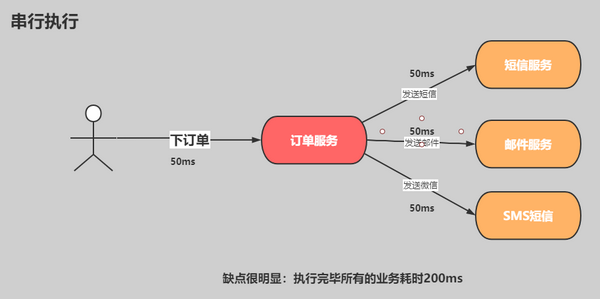 串行执行
50ms
短信服务
发送短信
下订单
50ms
订单服务
50ms
发送邮件
邮件服务
发送微信
50ms
SMS短信
缺点很明显：执行完毕所有的业务耗时200ms